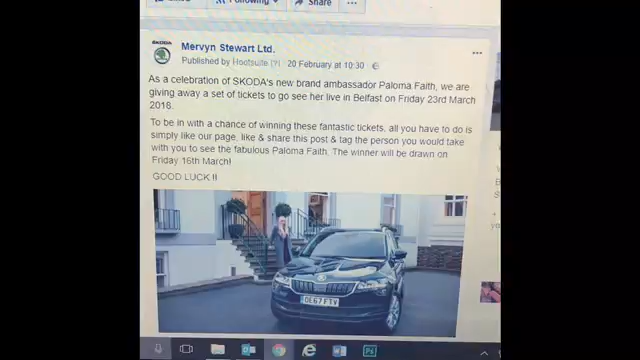 Following
Share
SKODA
Mervyn Stewart Ltd.
Published by Hootsuite [?] · 20 February at 10:30 ·
As a celebration of SKODA's new brand ambassador Paloma Faith, we are
giving away a set of tickets to go see her live in Belfast on Friday 23rd March
2018.
To be in with a chance of winning these fantastic tickets, all you have to do is
simply like our page, like & share this post & tag the person you would take
with you to see the fabulous Paloma Faith. The winner will be drawn on
Friday 16th March!
GOOD LUCK !!
OE67 FTV